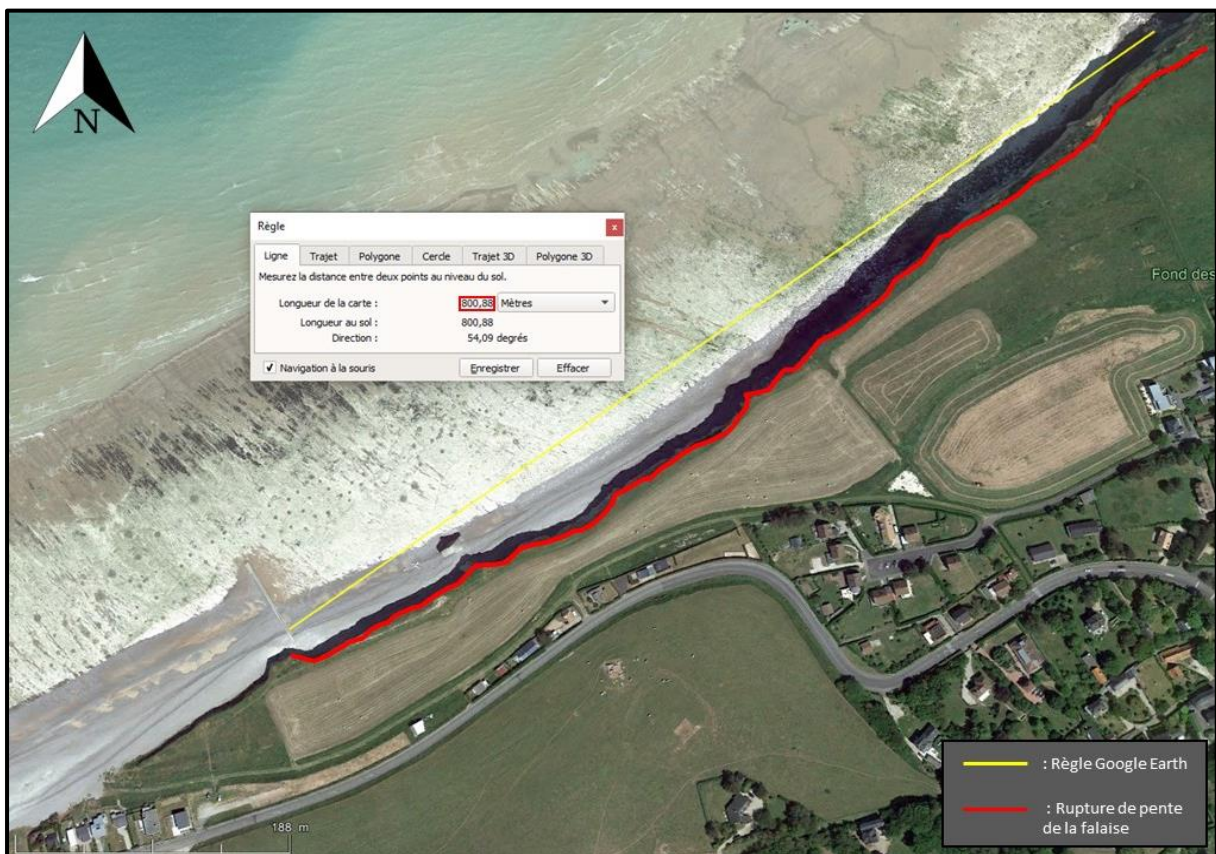 N
Règle
x
Ligne Trajet Polygone Cercle Trajet 3D Polygone 3D
Mesurez la distance entre deux points au niveau du sol.
Longueur de la carte : 800,88 Mètres
Longueur au sol : 800,88
Direction : 54,09 degrés
Navigation à la souris Enregistrer Effacer
Fond des
: Règle Google Earth
: Rupture de pente
de la falaise
188 m